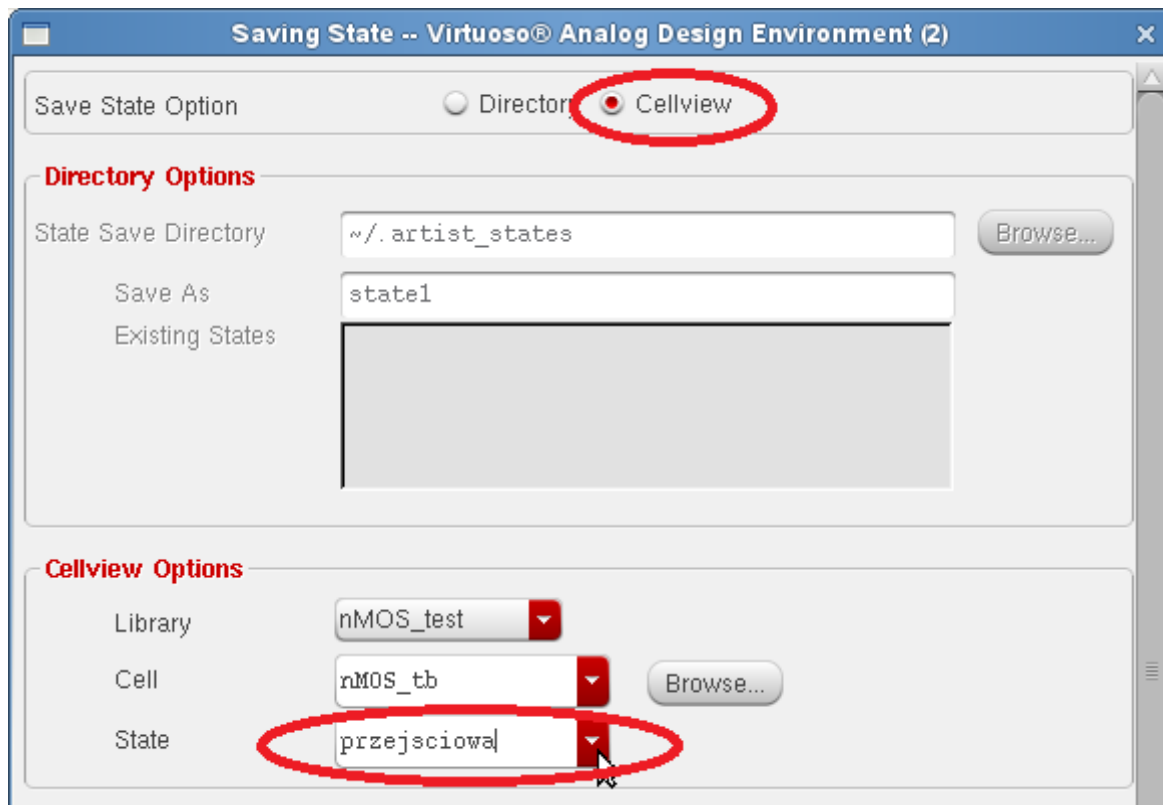 Saving State -- Virtuoso® Analog Design Environment (2)
Save State Option Directory Cellview
Directory Options
State Save Directory ~/.artist_states Browse...
Save As state1
Existing States
Cellview Options
Library nMOS_test
Cell nMOS_tb Browse...
State przejsciowa